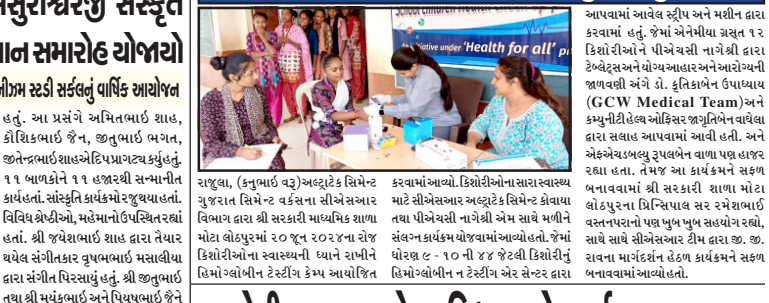 સુરીશ્વરજી સંસ્કૃત
ાન સમારોહ યોજાયો
નીઝમ સ્ટડી સર્કલનું વાર્ષિક આયોજન
હતું. આ પ્રસંગે અમિતભાઇ શાહ,
કૌશિકભાઇ જૈન, જીતુભાઇ ભગત,
જીતેન્દ્રભાઇ શાહ એ દિપ પ્રાગટ્ય કર્યુ હતું.
૧૧ બાળકોને ૧૧ હજારથી સન્માનીત
કાર્યા હતાં. સાંસ્કૃતિ કાર્યક્રમો રજુ થયા હતાં.
વિવિધ શ્રેષ્ઠીઓ, મહેમાનો ઉપસ્થિત રહ્યાં
હતાં. શ્રી જયેશભાઇ શાહ દ્વારા તૈયાર
થયેલ સંગીતકાર વૃષભભાઇ મસાલીયા
દ્વારા સંગીત પિરસાયું હતું. શ્રી જીતુભાઇ
તથા શ્રી મયંકભાઇ અને પિયષભાઇ જૈને
School children Health
initiative under 'Health for all' p
રાજુલા, (કનુભાઇ વરૂ) અલ્ટ્રાટેક સિમેન્ટ
ગુજરાત સિમેન્ટ વર્કસના સીએસઆર
વિભાગ દ્વારા શ્રી સરકારી માધ્યમિક શાળા
મોટા લોઠપુરમાં ૨૦ જૂન ૨૦૨૪ના રોજ
કિશોરીઓના સ્વાસ્થ્યની ધ્યાને રાખીને
હિમોગ્લોબીન ટેસ્ટીંગ કેમ્પ આયોજિત
કરવામાં આવ્યો. કિશોરીઓના સારા સ્વાસ્થ્ય
માટે સીએસઆર અલ્ટ્રાટેક સિમેન્ટ કોવાયા
તથા પીએચસી નાગેશ્રી એમ સાથે મળીને
સંલગ્ન કાર્યક્રમ યોજવામાં આવ્યો હતો. જેમાં
ધોરણ ૯ - ૧૦ ની ૪૪ જેટલી કિશોરીનું
હિમોગ્લોબીન ન ટેસ્ટીંગ એર સેન્ટર દ્વારા
આપવામાં આવેલ સ્ટ્રીપ અને મશીન દ્વારા
કરવામાં હતું. જેમાં એનેમીયા ગ્રસૂત ૧૨
કિશોરીઓને પીએચસી નાગેશ્રી દ્વારા
ટેબ્લેટ્સ અને યોગ્ય આહાર અને આરોગ્યની
જાળવણી અંગે ડો. કૃતિકાબેન ઉપાધ્યાય
(GCW Medical Team) અને
કમ્યુનીટી હેલ્થ ઓફિસર જાગૃતિબેન વાઘેલા
દ્વારા સલાહ આપવામાં આવી હતી. અને
એફએચડબલ્યુ રૂપલબેન વાળા પણ હાજર
રહ્યા હતા. તેમજ આ કાર્યક્રમને સફળ
બનાવવામાં શ્રી સરકારી શાળા મોટા
લોઠપુરના પ્રિન્સિપાલ સર રમેશભાઈ
વસ્તનપરાનો પણ ખુબ ખુબ સહયોગ રહ્યો,
સાથે સાથે સીએસઆર ટીમ દ્વારા જી. જી.
રાવના માર્ગદર્શન હેઠળ કાર્યક્રમ ને સફળ
બનાવવામાં આવ્યો હતો.